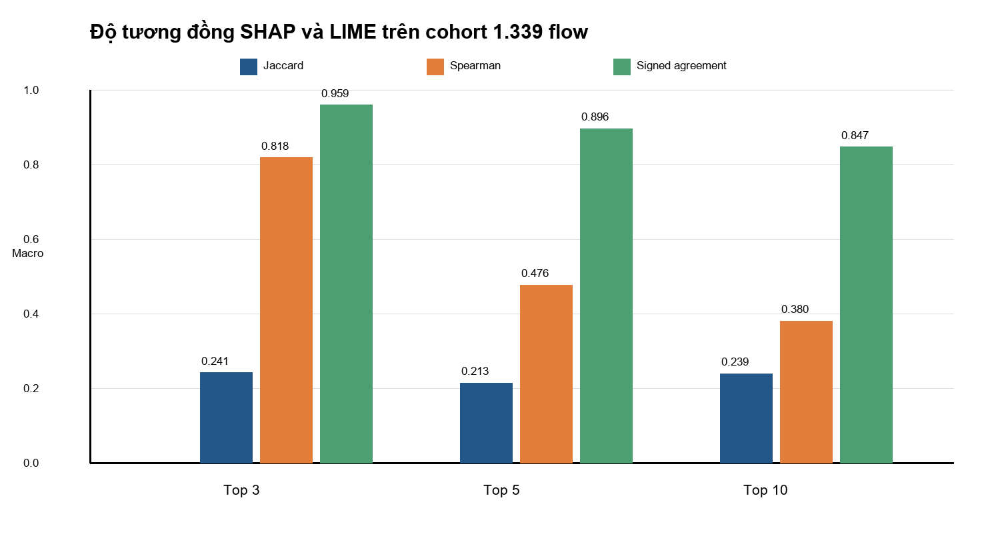 Độ tương đồng SHAP và LIME trên cohort 1.339 flow
Jaccard
Spearman
Signed agreement
1.0
0.8
0.6
Macro
0.4
0.2
0.0
0.241
0.818
0.959
0.213
0.476
0.896
0.239
0.380
0.847
Top 3
Top 5
Top 10